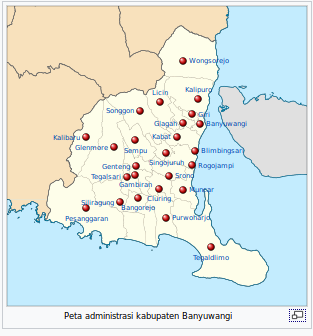 Wongsorejo
Licin
Kalipuro
Songgon
Giri
Glagah
Banyuwangi
Kalibaru
Kabat
Glenmore
Sempu
Blimbingsari
Singojuruh
Genteng
Rogojampi
Tegalsari
Srono
Gambiran
Muncar
Siliragung
Cluring
Bangorejo
Pesanggaran
Purwoharjo
Tegaldlimo
Peta administrasi kabupaten Banyuwangi